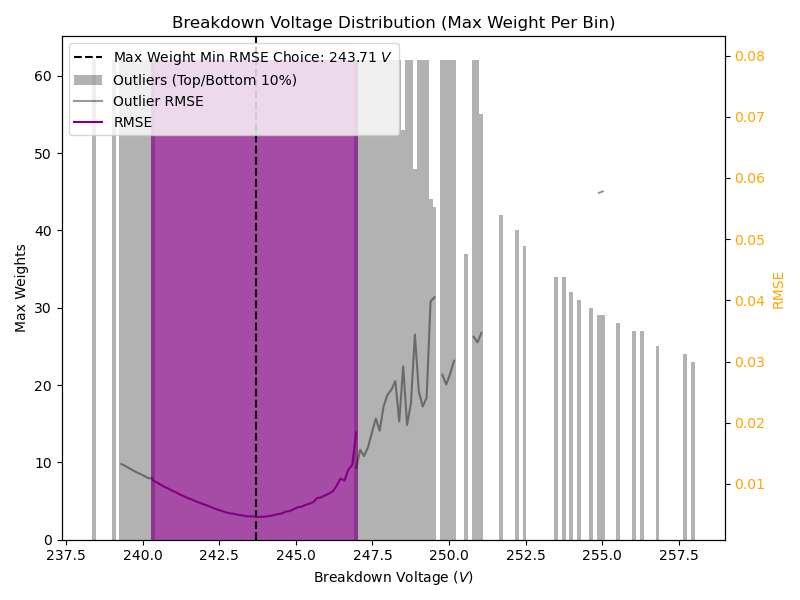 Breakdown Voltage Distribution (Max Weight Per Bin)
Max Weight Min RMSE Choice: 243.71 V
Outliers (Top/Bottom 10%)
Outlier RMSE
RMSE
Max Weights
60
50
40
30
20
10
0
0.08
0.07
0.06
0.05
0.04
0.03
0.02
0.01
RMSE
237.5 240.0 242.5 245.0 247.5 250.0 252.5 255.0 257.5
Breakdown Voltage (V)